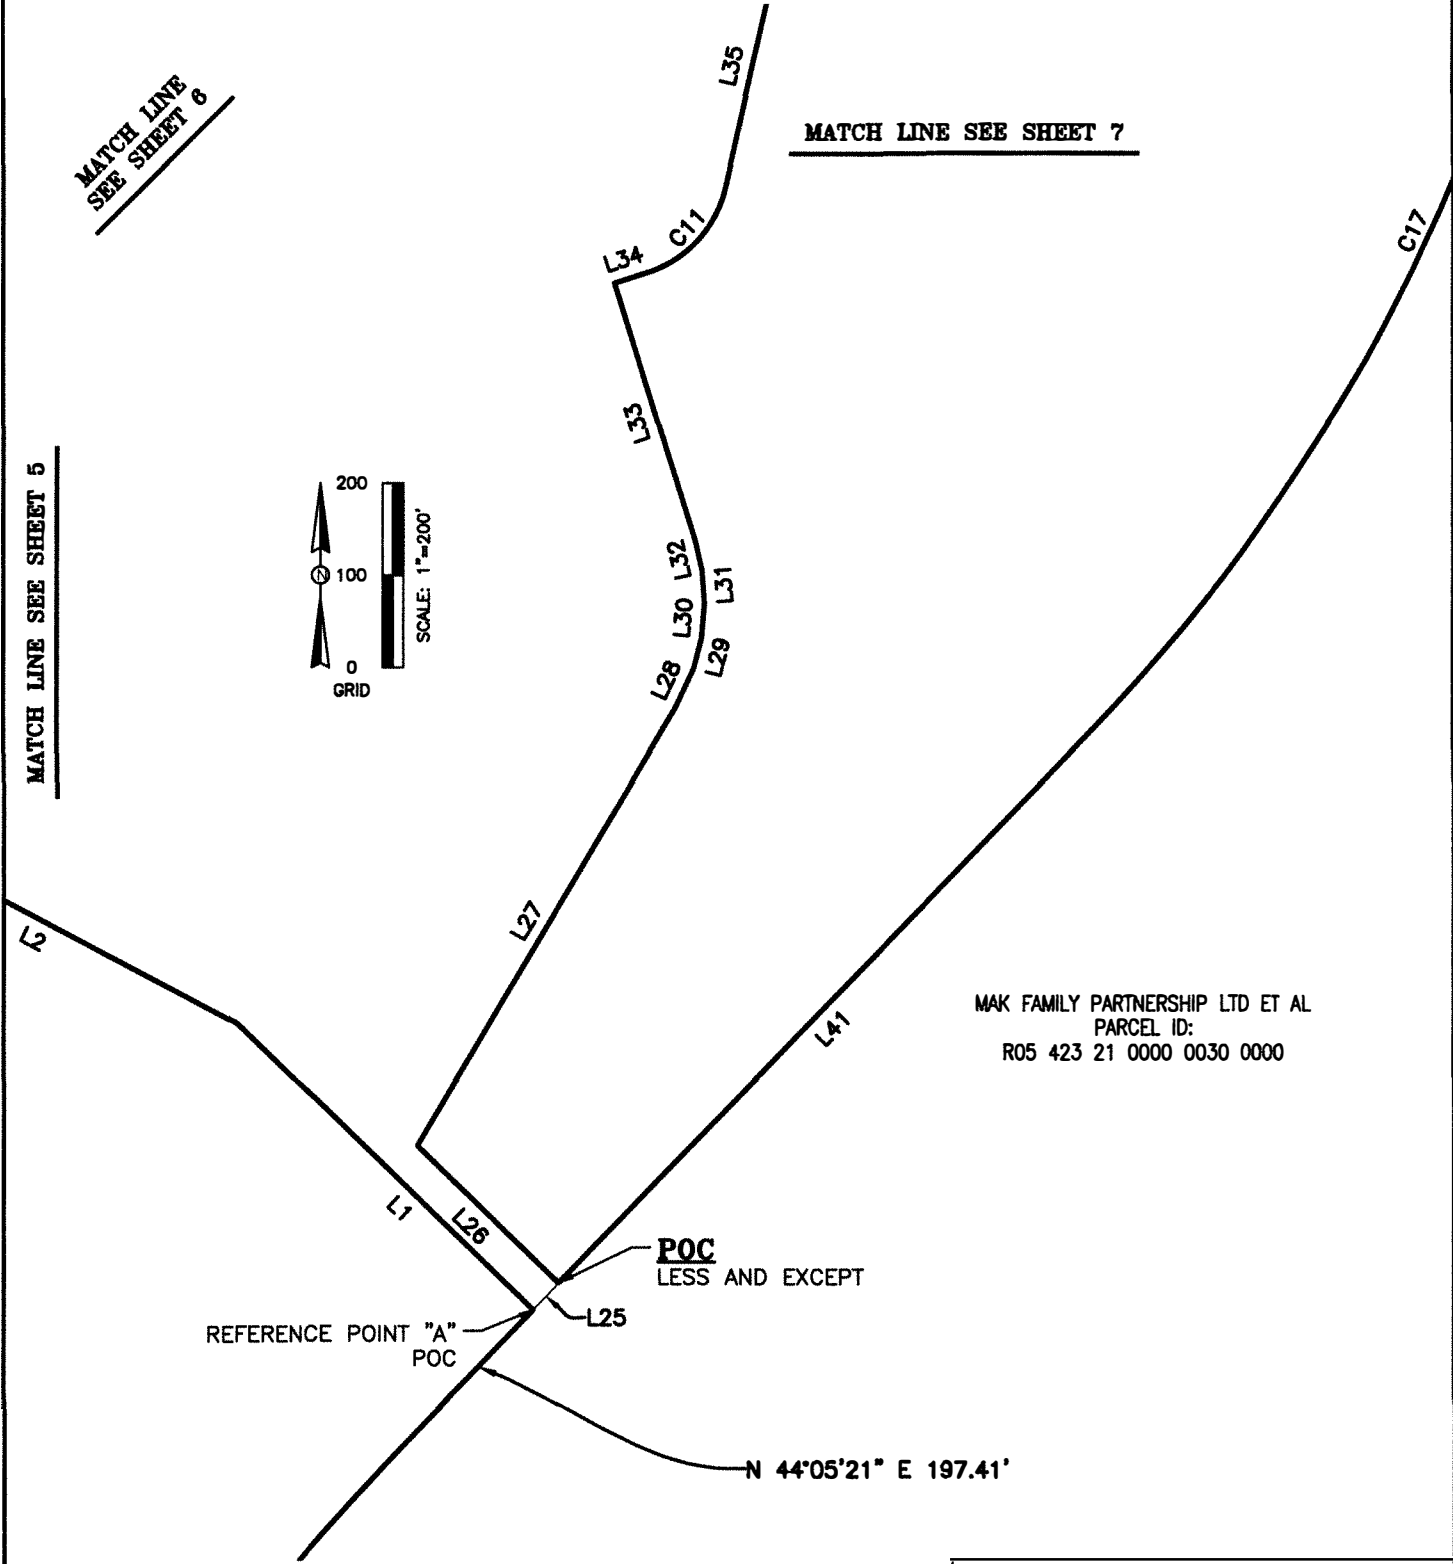 L35
MATCH LINE
SEE SHEET 6
MATCH LINE SEE SHEET 7
C11
C17
L34
L33
MATCH LINE SEE SHEET 5
200
100
0
GRID
SCALE: 1"=200'
N
L32
L31
L30
L29
L28
L27
L2
MAK FAMILY PARTNERSHIP LTD ET AL
PARCEL ID:
R05 423 21 0000 0030 0000
L41
L1
L26
POC
LESS AND EXCEPT
L25
REFERENCE POINT "A"
POC
N 44°05'21" E 197.41'